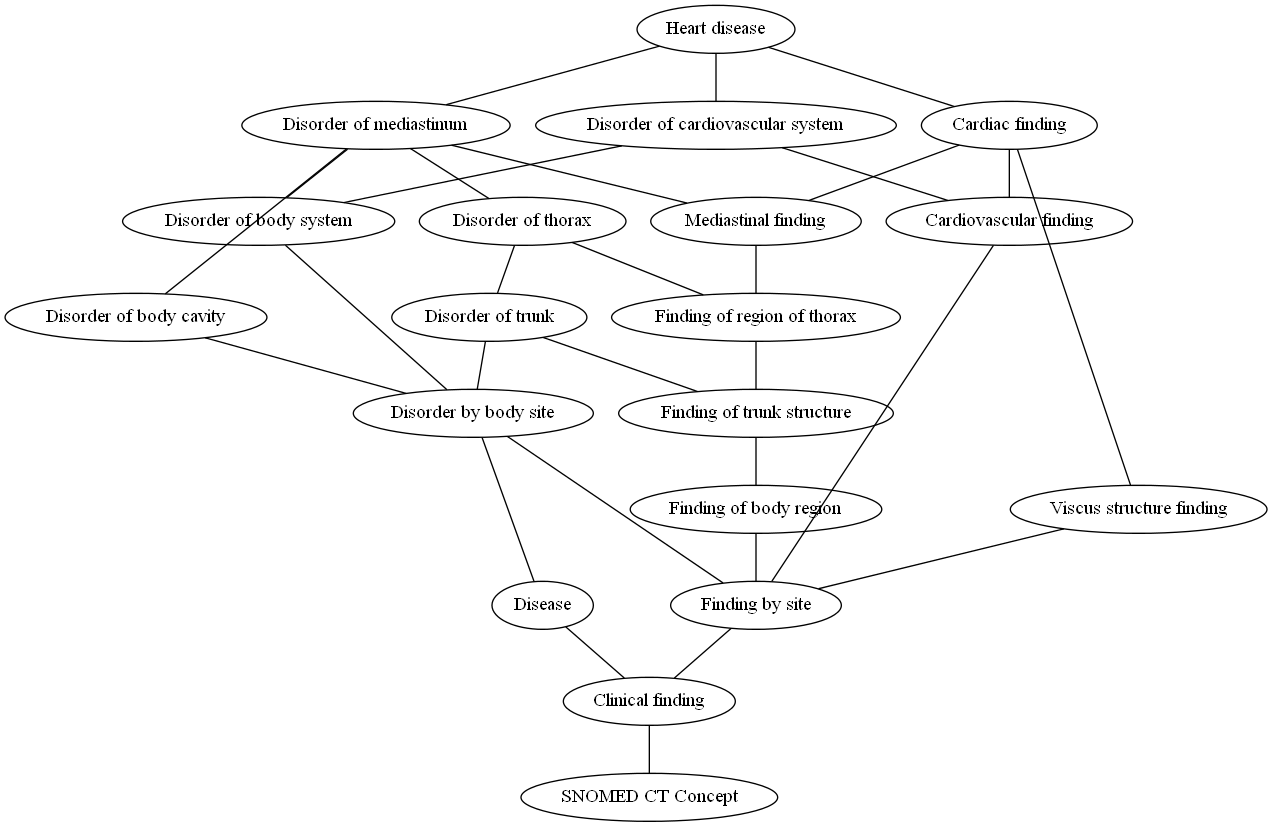 Heart disease
Disorder of mediastinum
Disorder of cardiovascular system
Cardiac finding
Disorder of body system
Disorder of thorax
Mediastinal finding
Cardiovascular finding
Disorder of body cavity
Disorder of trunk
Finding of region of thorax
Disorder by body site
Finding of trunk structure
Finding of body region
Viscus structure finding
Disease
Finding by site
Clinical finding
SNOMED CT Concept